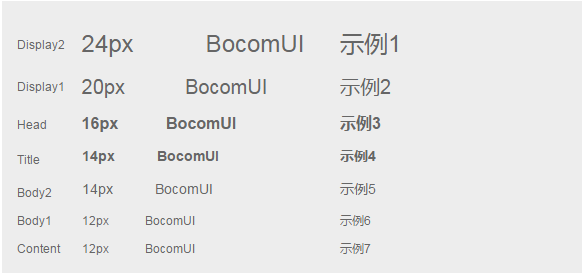 Display2 24px BocomUI 示例1
Display1 20px BocomUI 示例2
Head 16px BocomUI 示例3
Title 14px BocomUI 示例4
Body2 14px BocomUI 示例5
Body1 12px BocomUI 示例6
Content 12px BocomUI 示例7